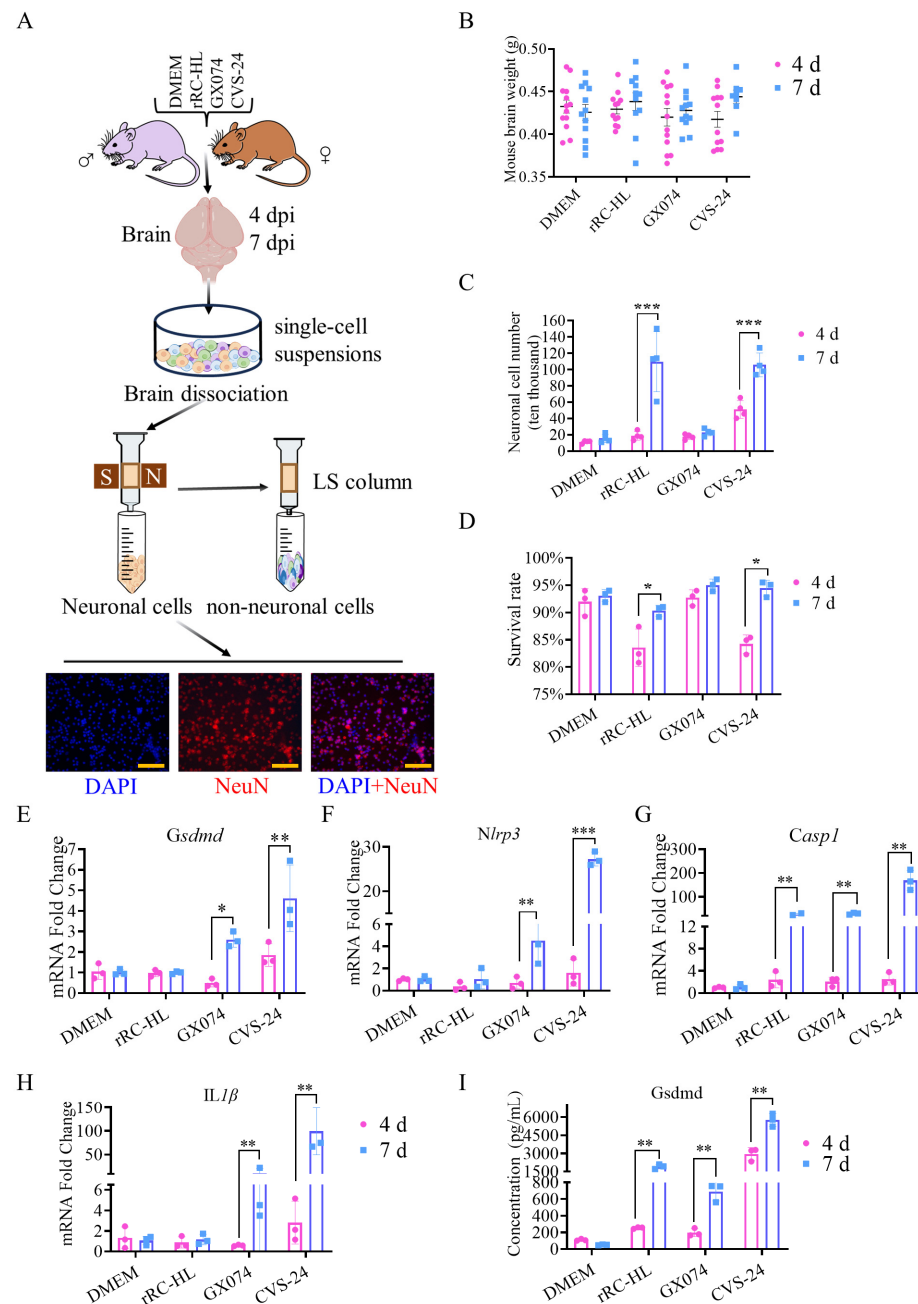 A
DMEM
rRC-HL
GX074
CVS-24
♂
♀
Brain
4 dpi
7 dpi
single-cell
suspensions
Brain dissociation
S
N
LS column
Neuronal cells
non-neuronal cells
DAPI
NeuN
DAPI+NeuN
B
Mouse brain weight (g)
0.50
0.45
0.40
0.35
DMEM
rRC-HL
GX074
CVS-24
4 d
7 d
C
Neuronal cell number
(ten thousand)
160
140
120
100
80
60
40
20
0
***
***
DMEM
rRC-HL
GX074
CVS-24
4 d
7 d
D
Survival rate
100%
95%
90%
85%
80%
75%
*
*
DMEM
rRC-HL
GX074
CVS-24
4 d
7 d
E
Gsdmd
mRNA Fold Change
7
6
5
4
3
2
1
0
*
**
DMEM
rRC-HL
GX074
CVS-24
F
Nlrp3
mRNA Fold Change
30
20
6
4
2
0
**
***
DMEM
rRC-HL
GX074
CVS-24
G
Casp1
mRNA Fold Change
300
200
100
12
8
4
0
**
**
**
DMEM
rRC-HL
GX074
CVS-24
H
IL1β
mRNA Fold Change
150
100
50
6
4
2
0
**
**
DMEM
rRC-HL
GX074
CVS-24
4 d
7 d
I
Gsdmd
Concentration (pg/mL)
6000
4500
3000
1500
800
600
400
200
0
**
**
**
DMEM
rRC-HL
GX074
CVS-24
4 d
7 d